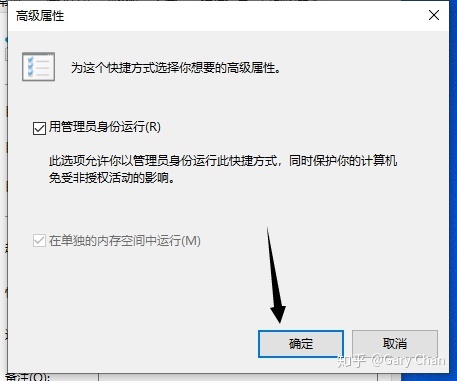 高级属性
为这个快捷方式选择你想要的高级属性。
用管理员身份运行(R)
此选项允许你以管理员身份运行此快捷方式，同时保护你的计算机
免受非授权活动的影响。
在单独的内存空间中运行(M)
确定
取消
知乎 @Gary Chan
备注(O):